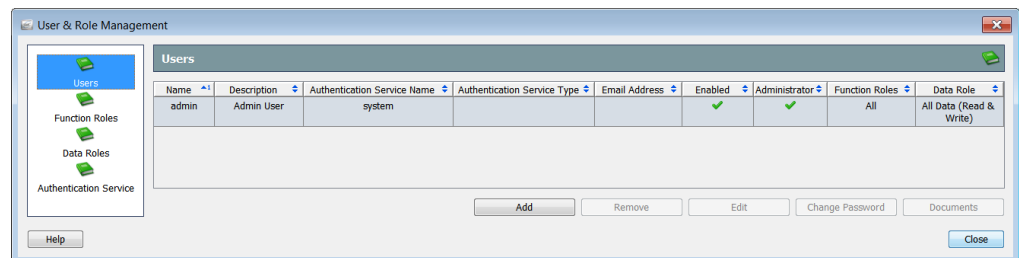 User & Role Management
Users
Function Roles
Data Roles
Authentication Service
Users
Name 1 Description Authentication Service Name Authentication Service Type Email Address Enabled Administrator Function Roles Data Role
admin Admin User system All All Data (Read &
Write)
Add Remove Edit Change Password Documents
Help Close